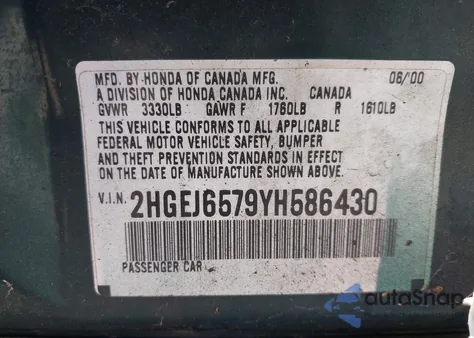 MFD. BY HONDA OF CANADA MFG. 06/00
A DIVISION OF HONDA CANADA INC. CANADA
GVWR 3330LB GAWR F 1760LB R 1610LB
THIS VEHICLE CONFORMS TO ALL APPLICABLE
FEDERAL MOTOR VEHICLE SAFETY, BUMPER
AND THEFT PREVENTION STANDARDS IN EFFECT
ON THE DATE OF MANUFACTURE SHOWN ABOVE.
V.I.N. 2HGEJ6579YH586430
PASSENGER CAR
autoSnap